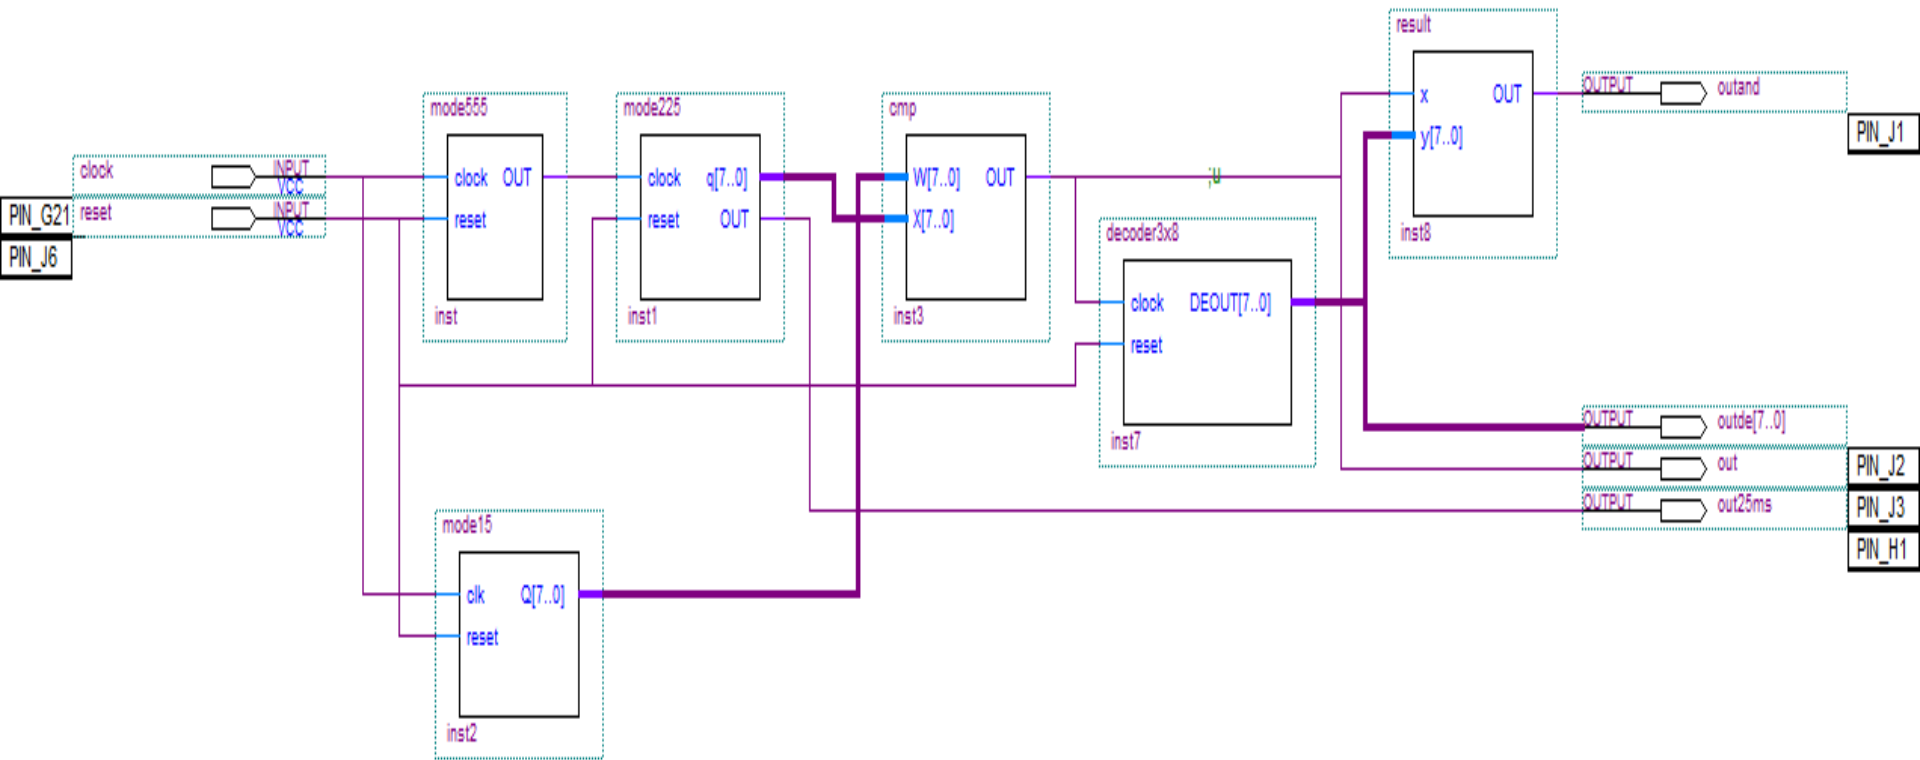 result
OUTPUT outand
x OUT
PIN_J1
y[7..0]
mode555 mode225 cmp
clock INPUT
VCC
clock OUT clock q[7..0] W[7..0] OUT ;u
PIN_G21 reset INPUT
VCC
reset reset OUT X[7..0]
decoder3x8 inst8
PIN_J6
clock DEOUT[7..0]
inst inst1 inst3
reset
OUTPUT outde[7..0]
inst7
OUTPUT out PIN_J2
OUTPUT out25ms PIN_J3
mode15
PIN_H1
clk Q[7..0]
reset
inst2